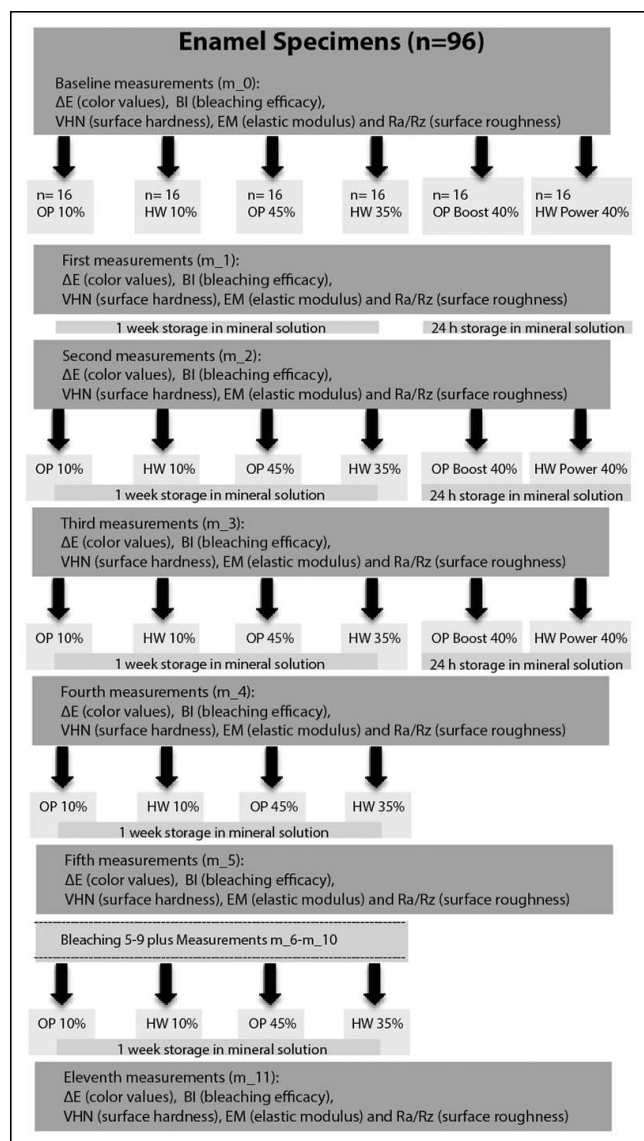 Enamel Specimens (n=96)
Baseline measurements (m_0):
ΔE (color values), BI (bleaching efficacy),
VHN (surface hardness), EM (elastic modulus) and Ra/Rz (surface roughness)
n= 16 n= 16 n= 16 n= 16 n= 16 n= 16
OP 10% HW 10% OP 45% HW 35% OP Boost 40% HW Power 40%
First measurements (m_1):
ΔE (color values), BI (bleaching efficacy),
VHN (surface hardness), EM (elastic modulus) and Ra/Rz (surface roughness)
1 week storage in mineral solution 24 h storage in mineral solution
Second measurements (m_2):
ΔE (color values), BI (bleaching efficacy),
VHN (surface hardness), EM (elastic modulus) and Ra/Rz (surface roughness)
OP 10% HW 10% OP 45% HW 35% OP Boost 40% HW Power 40%
1 week storage in mineral solution 24 h storage in mineral solution
Third measurements (m_3):
ΔE (color values), BI (bleaching efficacy),
VHN (surface hardness), EM (elastic modulus) and Ra/Rz (surface roughness)
OP 10% HW 10% OP 45% HW 35% OP Boost 40% HW Power 40%
1 week storage in mineral solution 24 h storage in mineral solution
Fourth measurements (m_4):
ΔE (color values), BI (bleaching efficacy),
VHN (surface hardness), EM (elastic modulus) and Ra/Rz (surface roughness)
OP 10% HW 10% OP 45% HW 35%
1 week storage in mineral solution
Fifth measurements (m_5):
ΔE (color values), BI (bleaching efficacy),
VHN (surface hardness), EM (elastic modulus) and Ra/Rz (surface roughness)
Bleaching 5-9 plus Measurements m_6-m_10
OP 10% HW 10% OP 45% HW 35%
1 week storage in mineral solution
Eleventh measurements (m_11):
ΔE (color values), BI (bleaching efficacy),
VHN (surface hardness), EM (elastic modulus) and Ra/Rz (surface roughness)